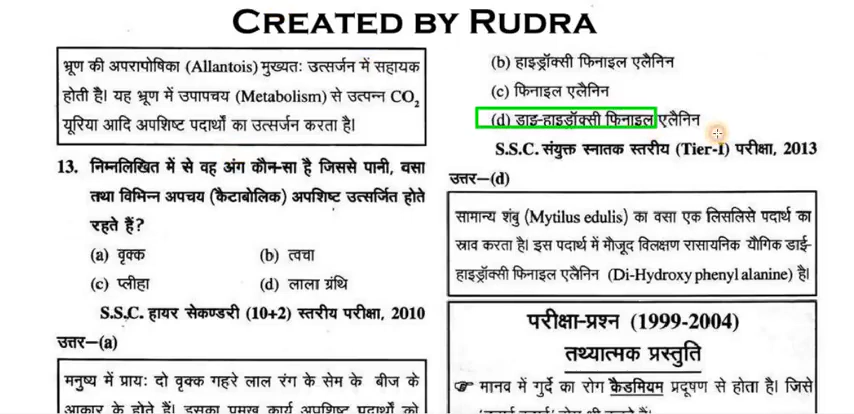 CREATED BY RUDRA
भ्रूण की अपरापोषिका (Allantois) मुख्यतः उत्सर्जन में सहायक
होती है। यह भ्रूण में उपापचय (Metabolism) से उत्पन्न CO₂
यूरिया आदि अपशिष्ट पदार्थों का उत्सर्जन करता है।
13. निम्नलिखित में से वह अंग कौन-सा है जिससे पानी, वसा
तथा विभिन्न अपचय (कैटाबोलिक) अपशिष्ट उत्सर्जित होते
रहते हैं?
(a) वृक्क (b) त्वचा
(c) प्लीहा (d) लाला ग्रंथि
S.S.C. हायर सेकण्डरी (10+2) स्तरीय परीक्षा, 2010
उत्तर–(a)
मनुष्य में प्रायः दो वृक्क गहरे लाल रंग के सेम के बीज के
आकार के होते हैं। इसका प्रमुख कार्य अपशिष्ट पदार्थों को
(b) हाइड्रॉक्सी फिनाइल एलैनिन
(c) फिनाइल एलैनिन
(d) डाइ-हाइड्रॉक्सी फिनाइल एलैनिन
S.S.C. संयुक्त स्नातक स्तरीय (Tier-I) परीक्षा, 2013
उत्तर–(d)
सामान्य शंबु (Mytilus edulis) का वसा एक लिसलिसे पदार्थ का
स्राव करता है। इस पदार्थ में मौजूद विलक्षण रासायनिक यौगिक डाई-
हाइड्रॉक्सी फिनाइल एलैनिन (Di-Hydroxy phenyl alanine) है।
परीक्षा-प्रश्न (1999-2004)
तथ्यात्मक प्रस्तुति
☞ मानव में गुर्दे का रोग कैडमियम प्रदूषण से होता है। जिसे